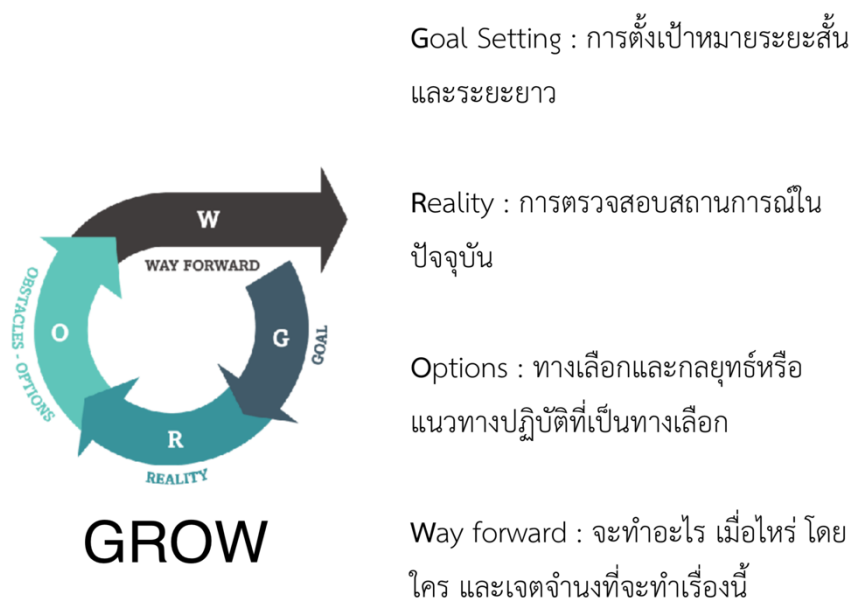 Goal Setting : การตั้งเป้าหมายระยะสั้น
และระยะยาว
Reality : การตรวจสอบสถานการณ์ใน
ปัจจุบัน
Options : ทางเลือกและกลยุทธ์หรือ
แนวทางปฏิบัติที่เป็นทางเลือก
Way forward : จะทำอะไร เมื่อไหร่ โดย
ใคร และเจตจำนงที่จะทำเรื่องนี้
W
WAY FORWARD
G
GOAL
R
REALITY
O
OBSTACLES - OPTIONS
GROW